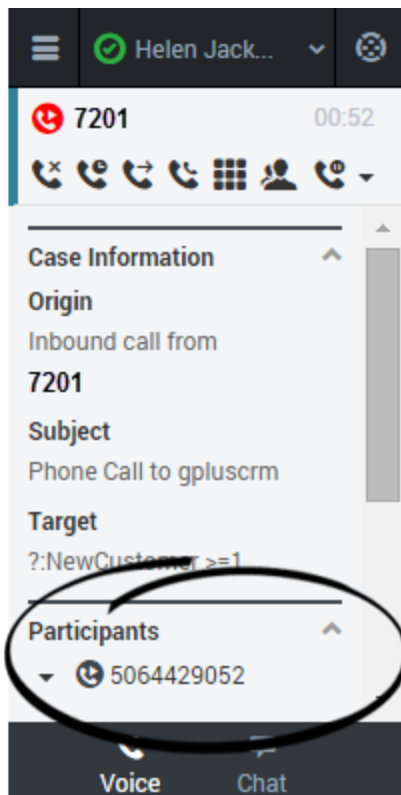 Helen Jack...
7201
00:52
Case Information
Origin
Inbound call from
7201
Subject
Phone Call to gpluscrm
Target
?:NewCustomer >=1
Participants
5064429052
Voice
Chat